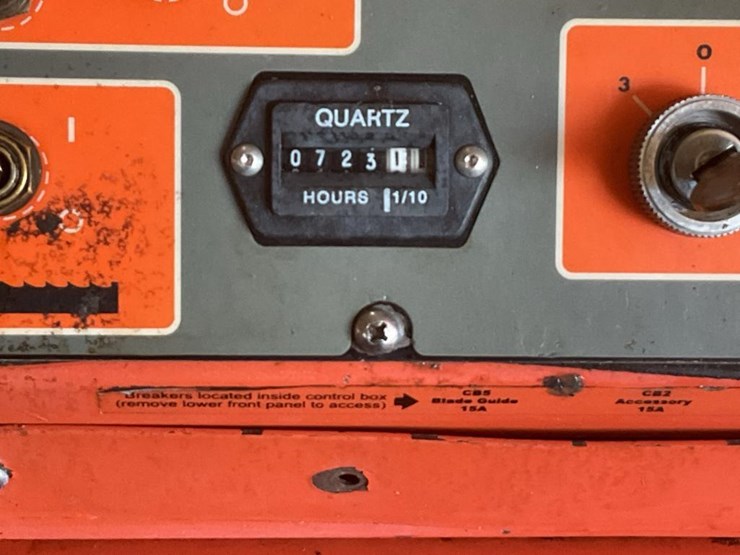 3 0
QUARTZ
0 7 2 3 1
HOURS 1/10
Breakers located inside control box
(remove lower front panel to access)
CB5
Blade Guide
15A
CB2
Accessory
15A